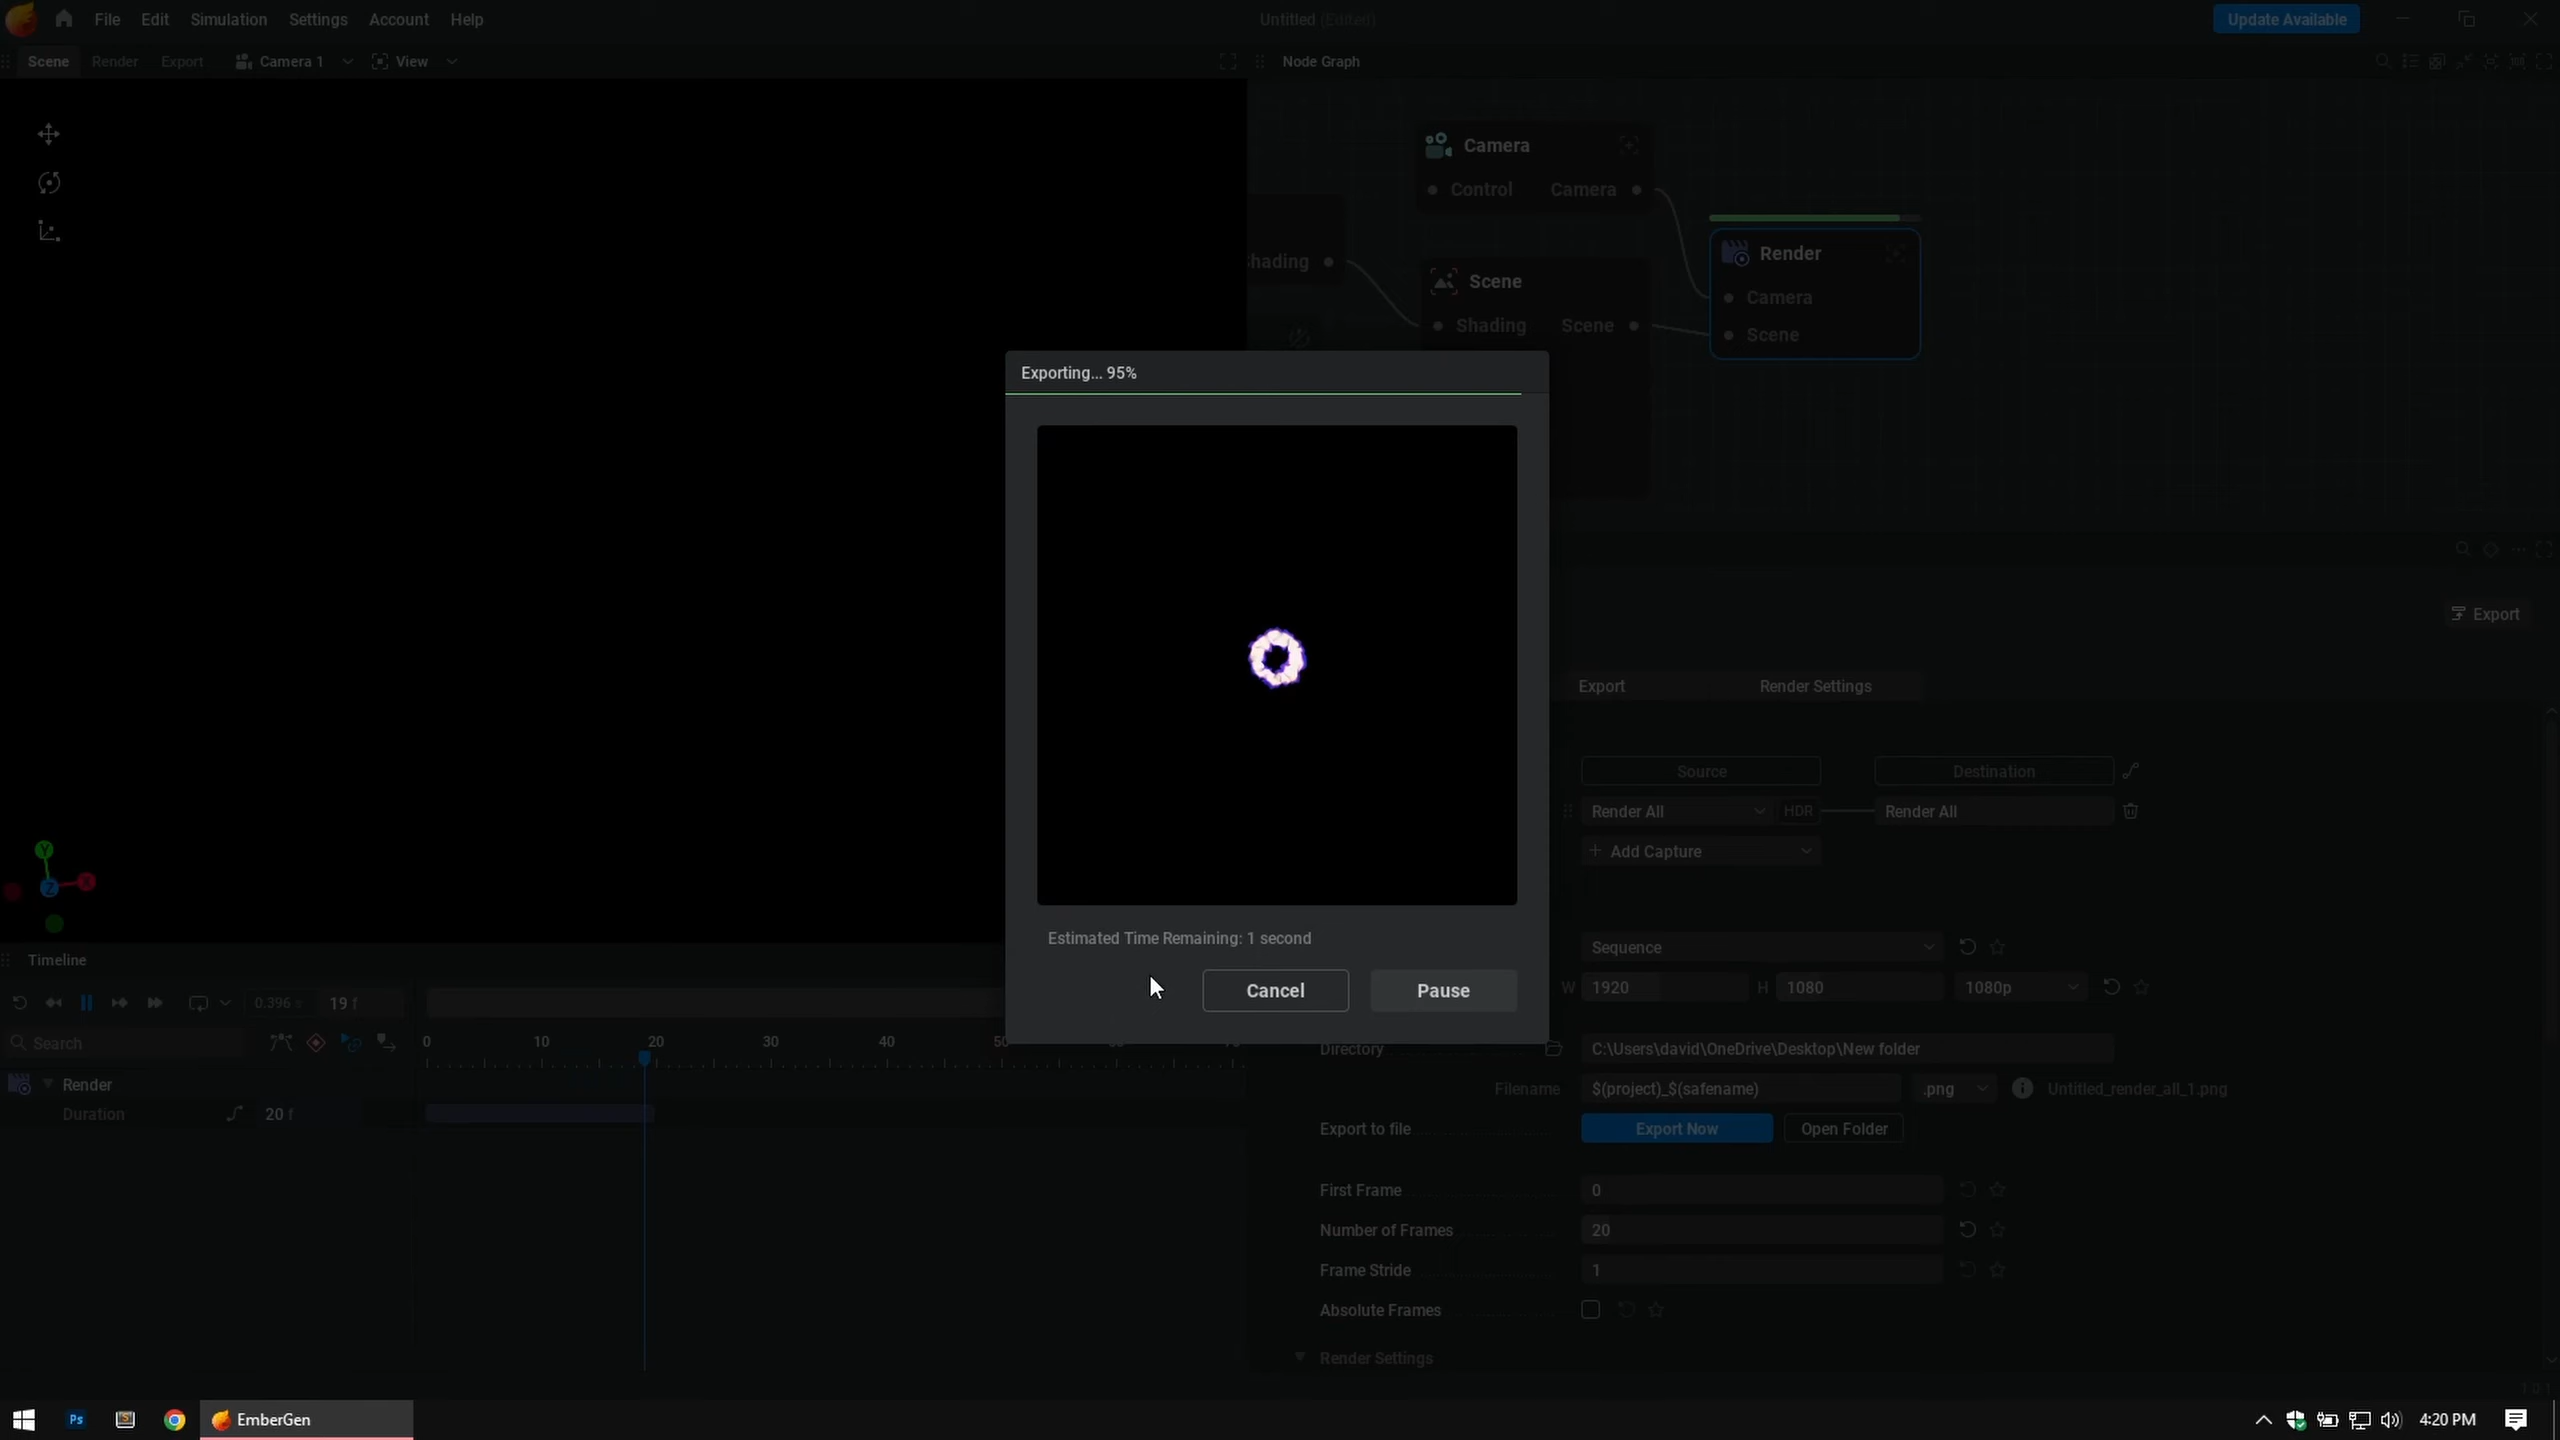 File Edit Simulation Settings Account Help
Untitled (Edited)
Update Available
Scene Render Export Camera 1 View
Node Graph
Camera
Control Camera
Render
Camera
Scene
Shading
Scene
Shading Scene
Exporting... 95%
Estimated Time Remaining: 1 second
Cancel Pause
Export
Export Render Settings
Source Destination
Render All HDR Render All
Add Capture
Sequence
W 1920 H 1080 1080p
Directory C:\Users\david\OneDrive\Desktop\New folder
Filename $(project)_$(safename) .png Untitled_render_all_1.png
Export to file Export Now Open Folder
First Frame 0
Number of Frames 20
Frame Stride 1
Absolute Frames
Render Settings
Y
Z X
Timeline
0.396 s 19 f
Search 0 10 20 30 40 50
Render
Duration 20 f
Ps S EmberGen 4:20 PM